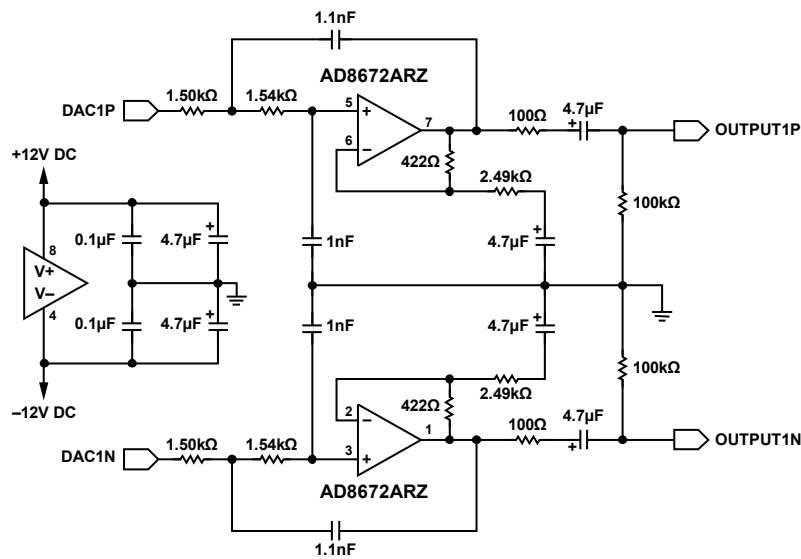 1.1nF
AD8672ARZ
DAC1P
1.50kΩ
1.54kΩ
5
+
7
6
–
100Ω
4.7µF
+
OUTPUT1P
422Ω
2.49kΩ
100kΩ
+12V DC
0.1µF
4.7µF
+
8
V+
V–
4
1nF
4.7µF
+
0.1µF
4.7µF
+
1nF
4.7µF
+
–12V DC
2.49kΩ
100kΩ
422Ω
2
–
1
3
+
100Ω
4.7µF
+
OUTPUT1N
DAC1N
1.50kΩ
1.54kΩ
AD8672ARZ
1.1nF